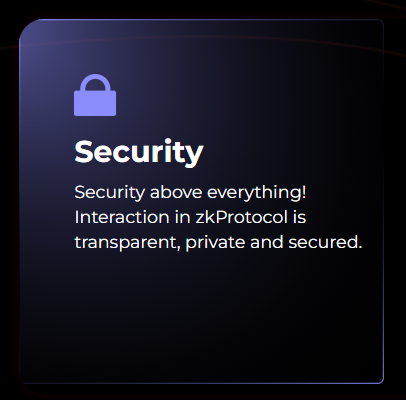 Security
Security above everything!
Interaction in zkProtocol is
transparent, private and secured.